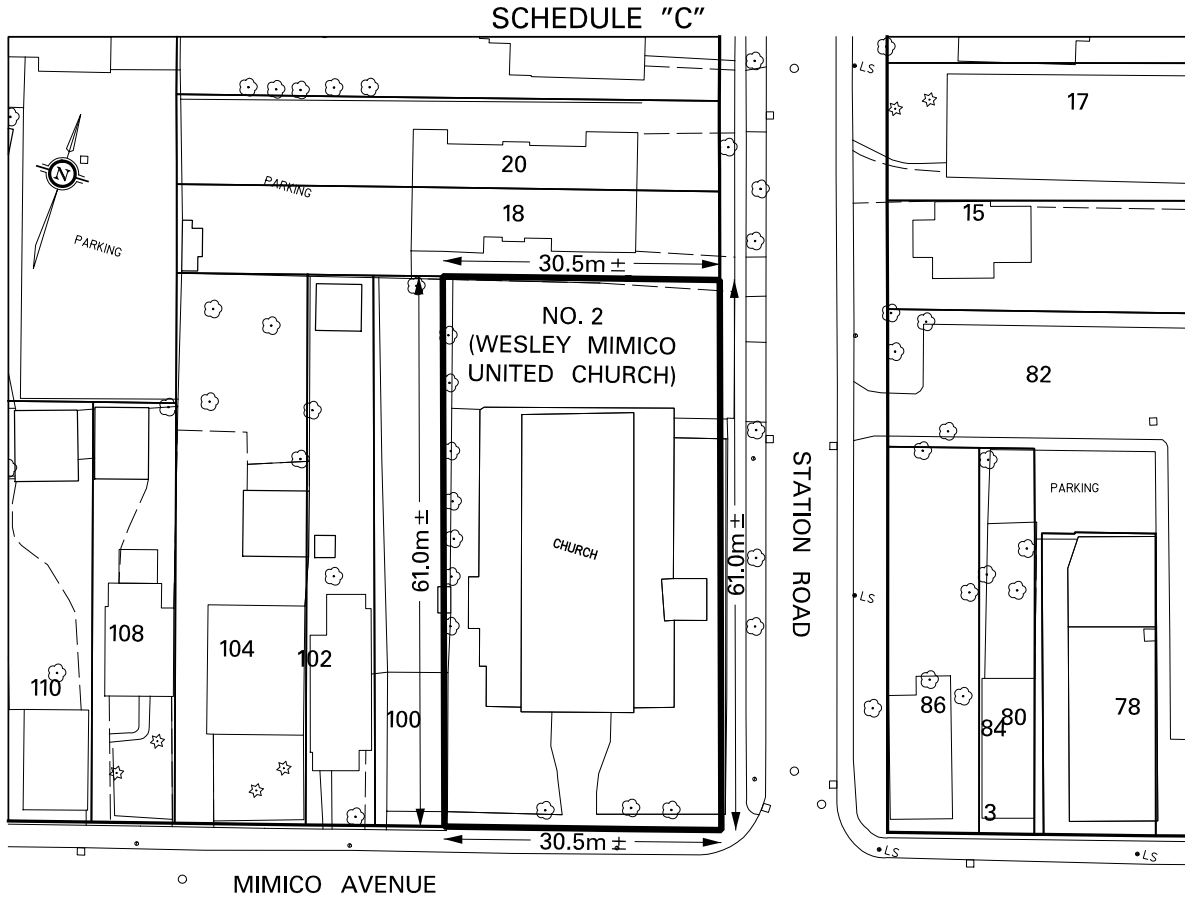 SCHEDULE "C"
LS
17
N
20
PARKING
18
15
PARKING
30.5m ±
NO. 2
(WESLEY MIMICO
UNITED CHURCH)
82
STATION ROAD
PARKING
61.0m ±
61.0m ±
CHURCH
LS
108
104
102
110
100
86
84
80
78
3
30.5m ±
LS
LS
MIMICO AVENUE